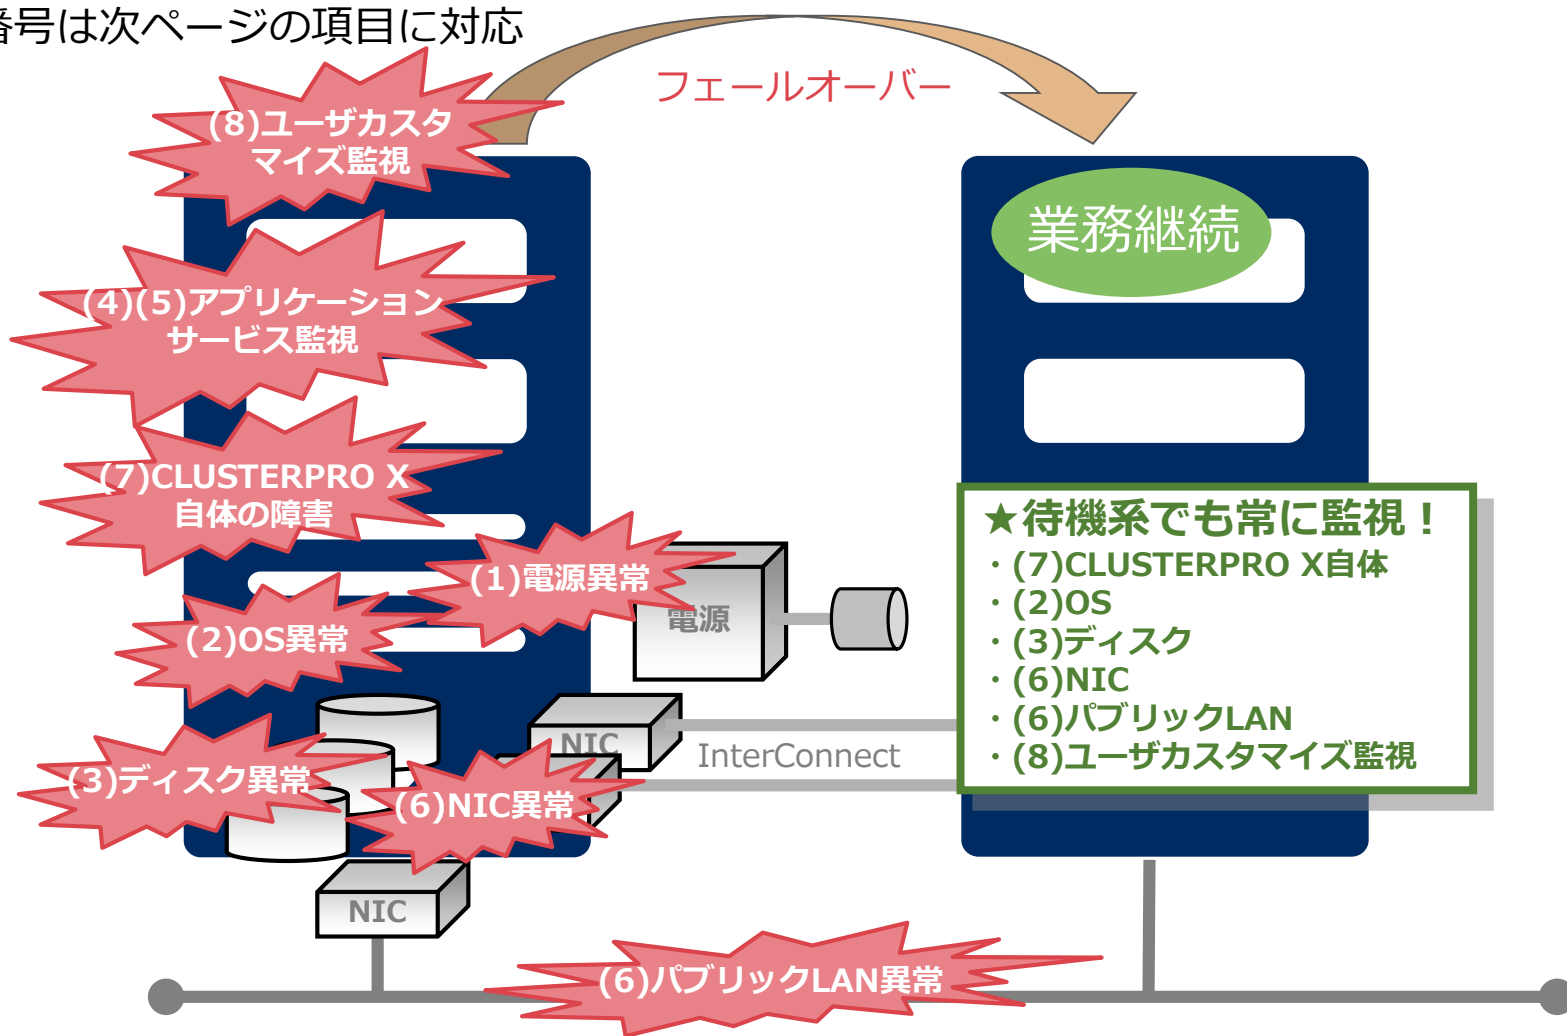 番号は次ページの項目に対応
フェールオーバー
(8)ユーザカスタ
マイズ監視
業務継続
(4)(5)アプリケーション
サービス監視
(7)CLUSTERPRO X
自体の障害
(1)電源異常
電源
(2)OS異常
★待機系でも常に監視！
・(7)CLUSTERPRO X自体
・(2)OS
・(3)ディスク
・(6)NIC
・(6)パブリックLAN
・(8)ユーザカスタマイズ監視
NIC
InterConnect
(3)ディスク異常
(6)NIC異常
NIC
(6)パブリックLAN異常